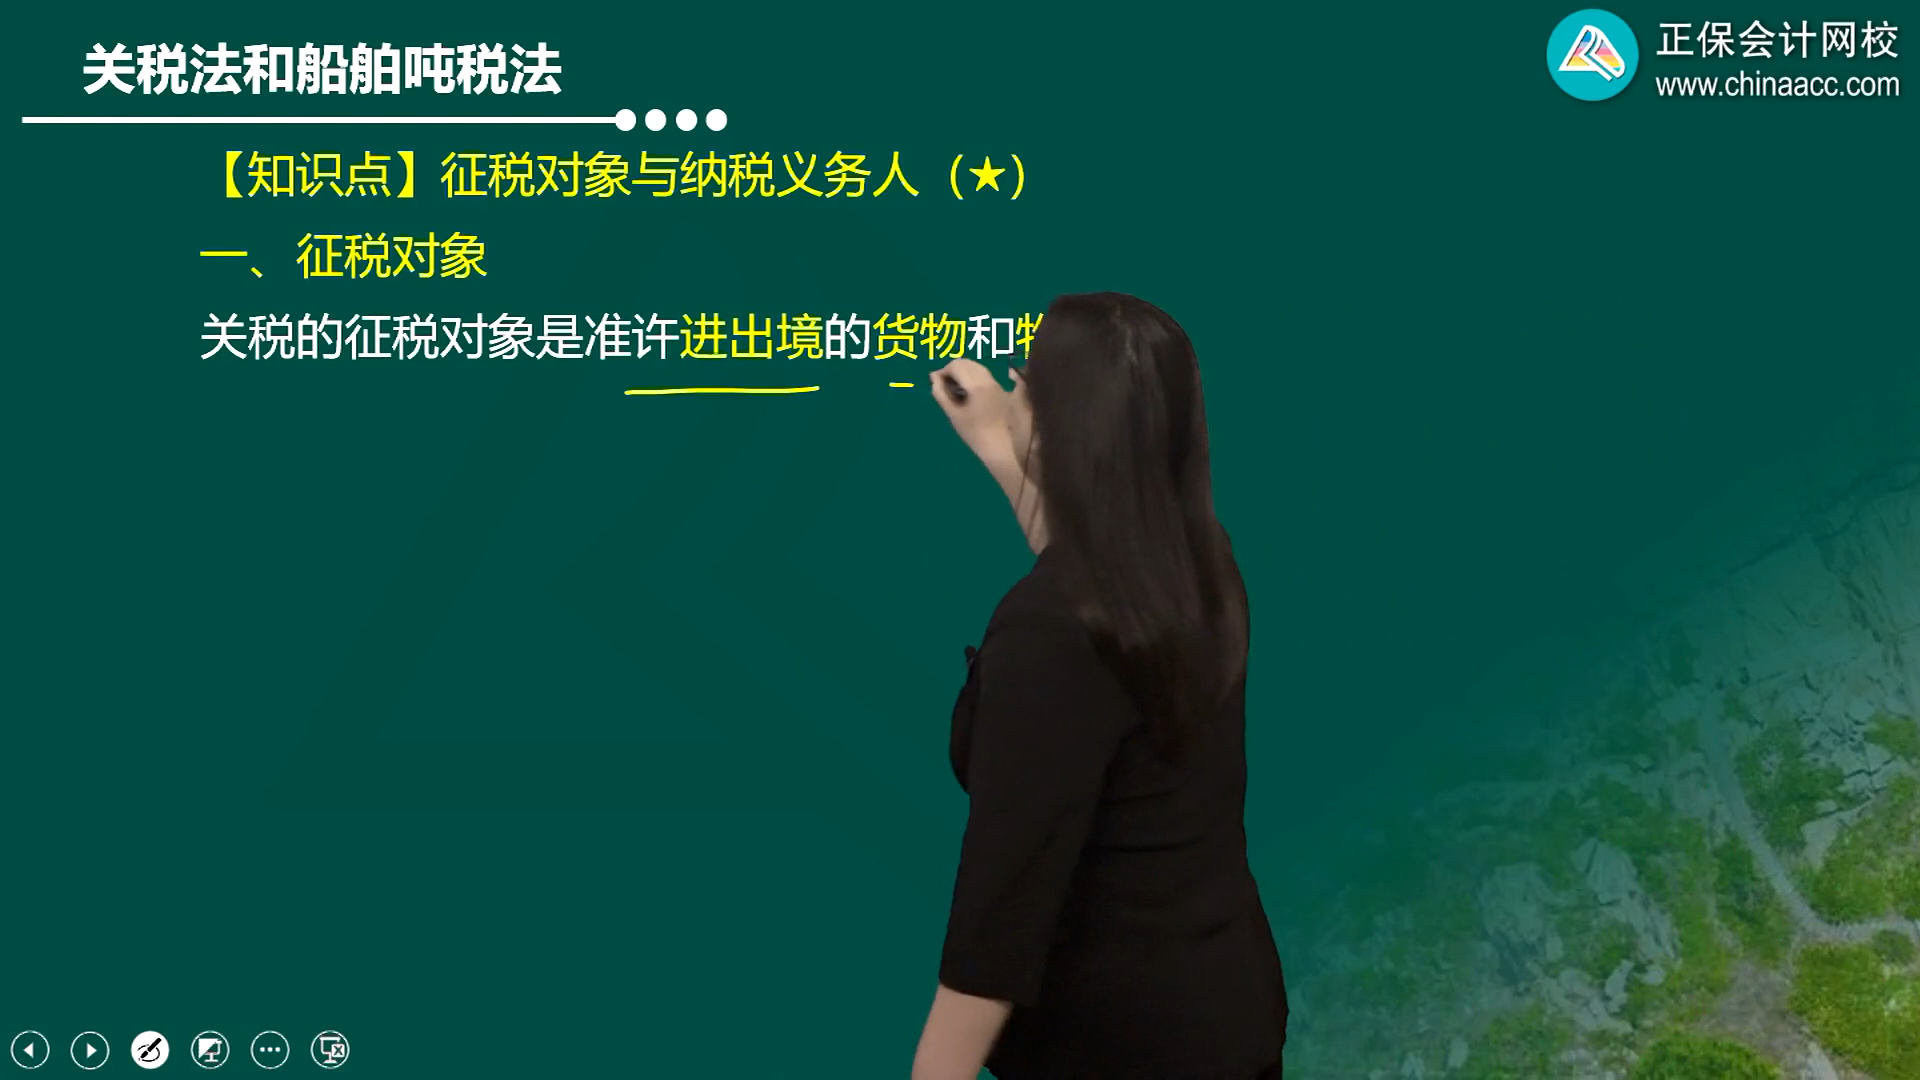 关税法和船舶吨税法
正保会计网校
www.chinaacc.com
【知识点】征税对象与纳税义务人（★）
一、征税对象
关税的征税对象是准许进出境的货物和